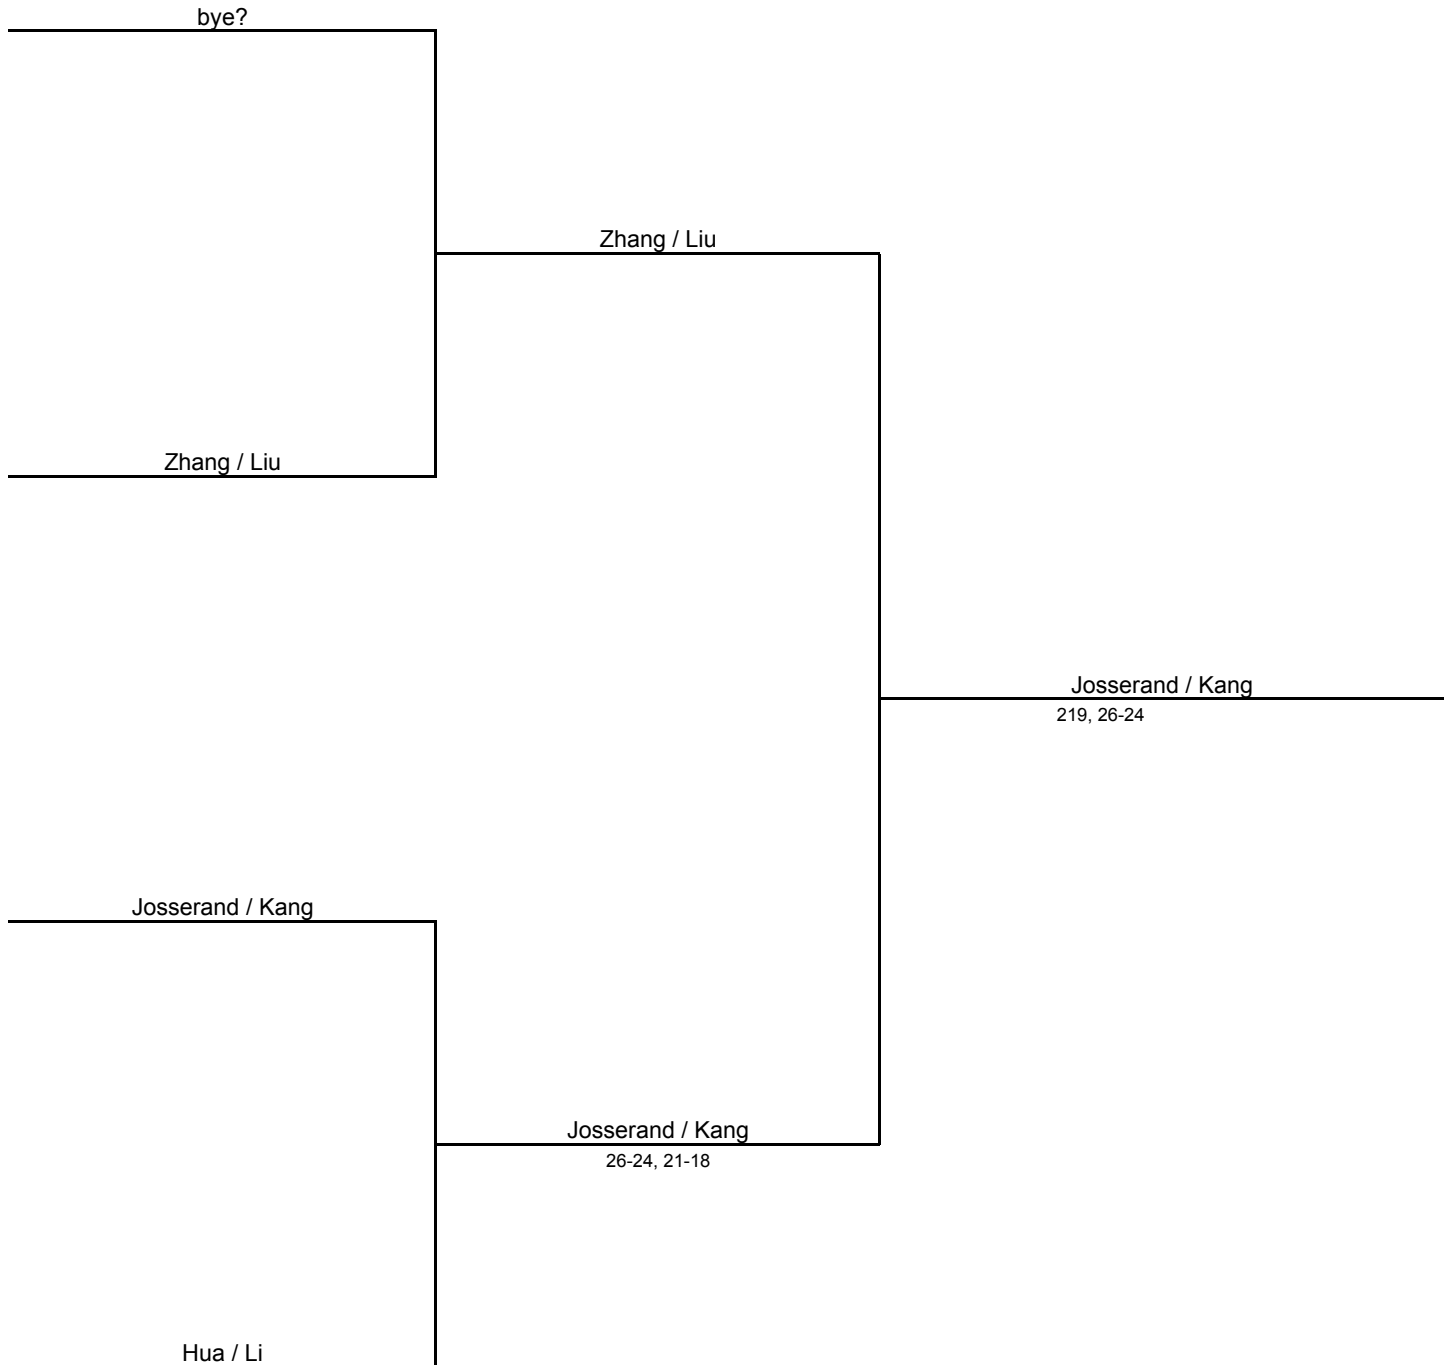 bye?
Zhang / Liu
Zhang / Liu
Josserand / Kang
219, 26-24
Josserand / Kang
Josserand / Kang
26-24, 21-18
Hua / Li